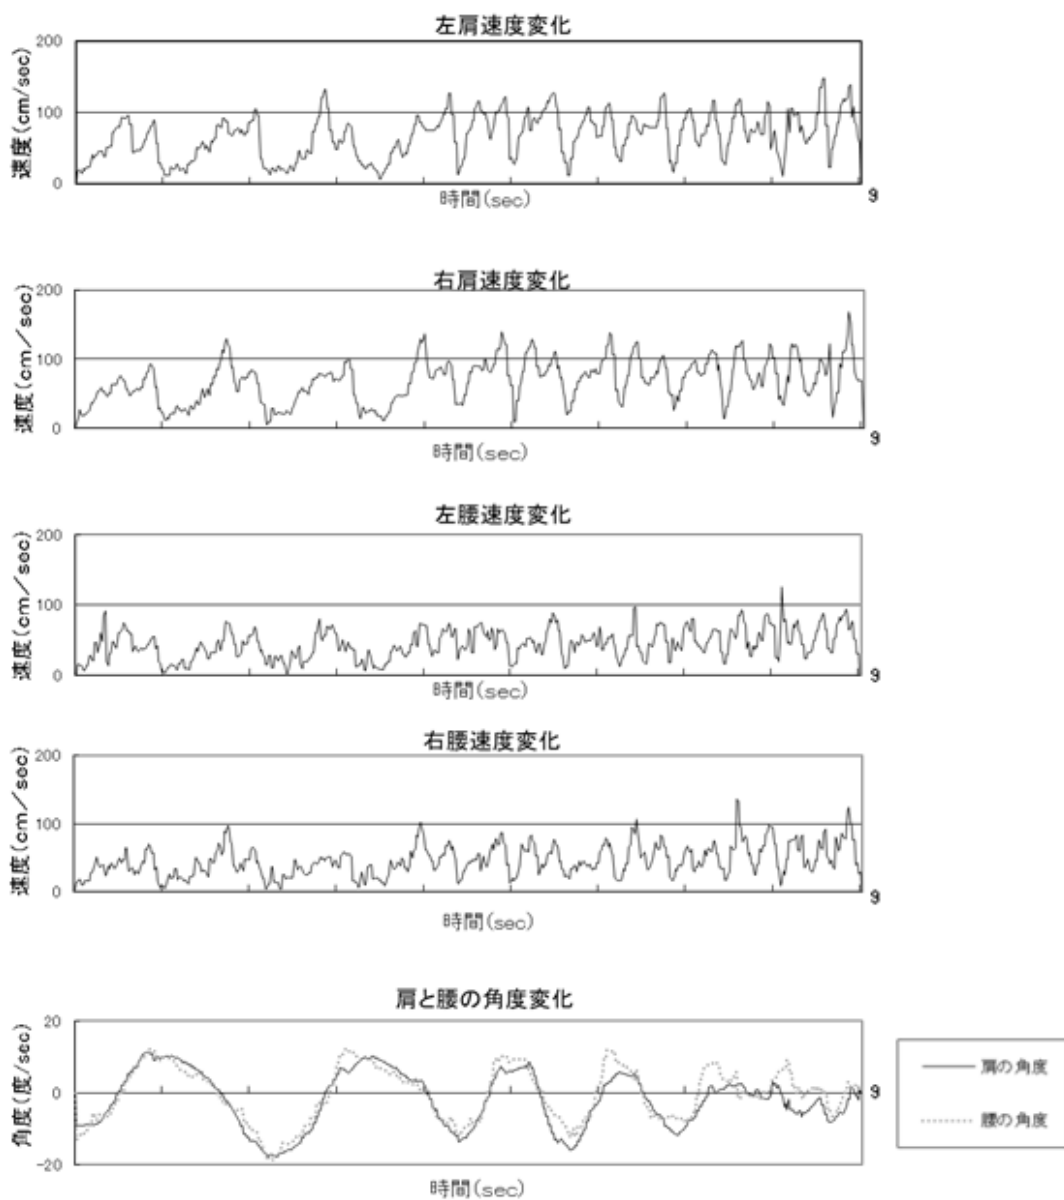 左肩速度変化
200
100
0
速度(cm/sec)
時間(sec)
9
右肩速度変化
200
100
0
速度(cm/sec)
時間(sec)
9
左腰速度変化
200
100
0
速度(cm/sec)
時間(sec)
9
右腰速度変化
200
100
0
速度(cm/sec)
時間(sec)
9
肩と腰の角度変化
20
0
-20
角度(度/sec)
時間(sec)
9
肩の角度
腰の角度